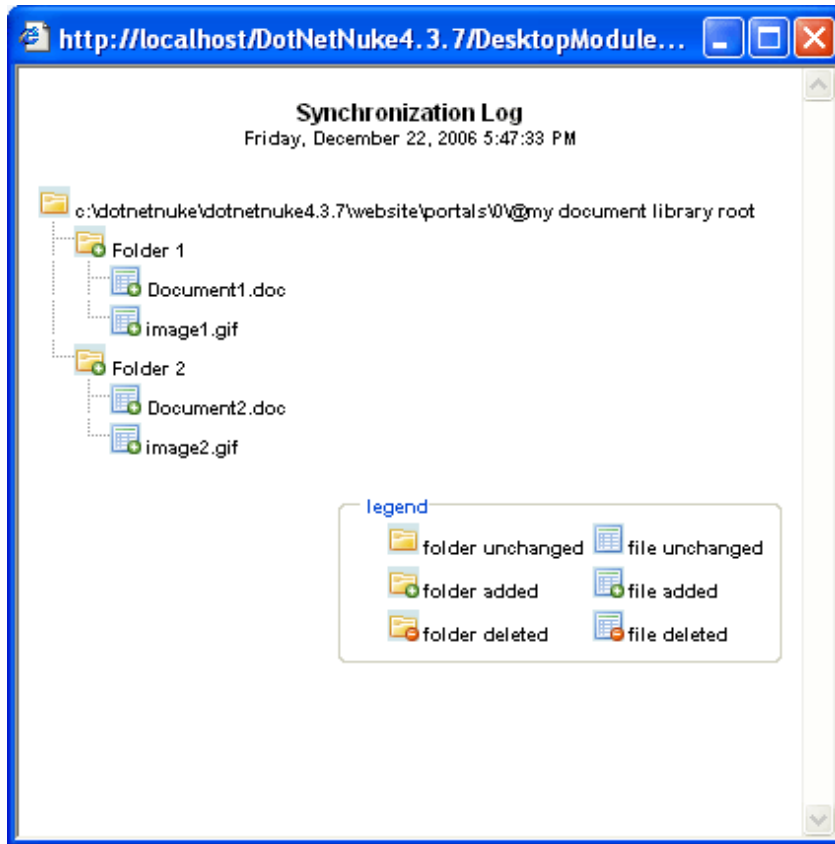 http://localhost/DotNetNuke4.3.7/DesktopModule...
Synchronization Log
Friday, December 22, 2006 5:47:33 PM
c:\dotnetnuke\dotnetnuke4.3.7\website\portals\0\@my document library root
Folder 1
Document1.doc
image1.gif
Folder 2
Document2.doc
image2.gif
legend
folder unchanged file unchanged
folder added file added
folder deleted file deleted